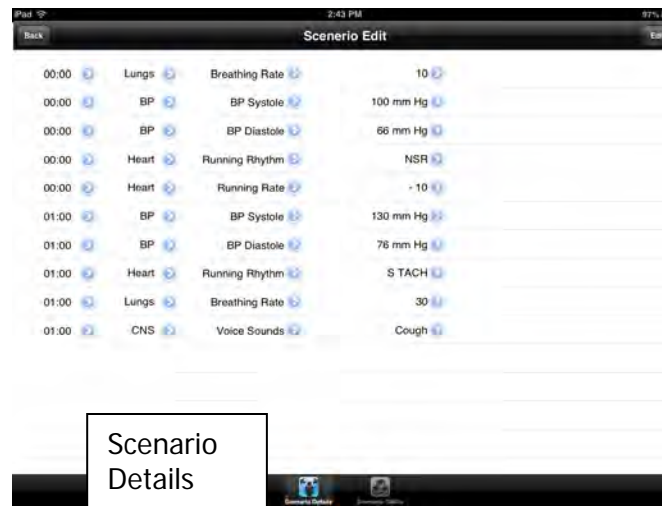 iPad 2:43 PM 97%
Back Scenerio Edit Edi
00:00 Lungs Breathing Rate 10
00:00 BP BP Systole 100 mm Hg
00:00 BP BP Diastole 66 mm Hg
00:00 Heart Running Rhythm NSR
00:00 Heart Running Rate - 10
01:00 BP BP Systole 130 mm Hg
01:00 BP BP Diastole 76 mm Hg
01:00 Heart Running Rhythm S TACH
01:00 Lungs Breathing Rate 30
01:00 CNS Voice Sounds Cough
Scenario
Details
Scenario Details